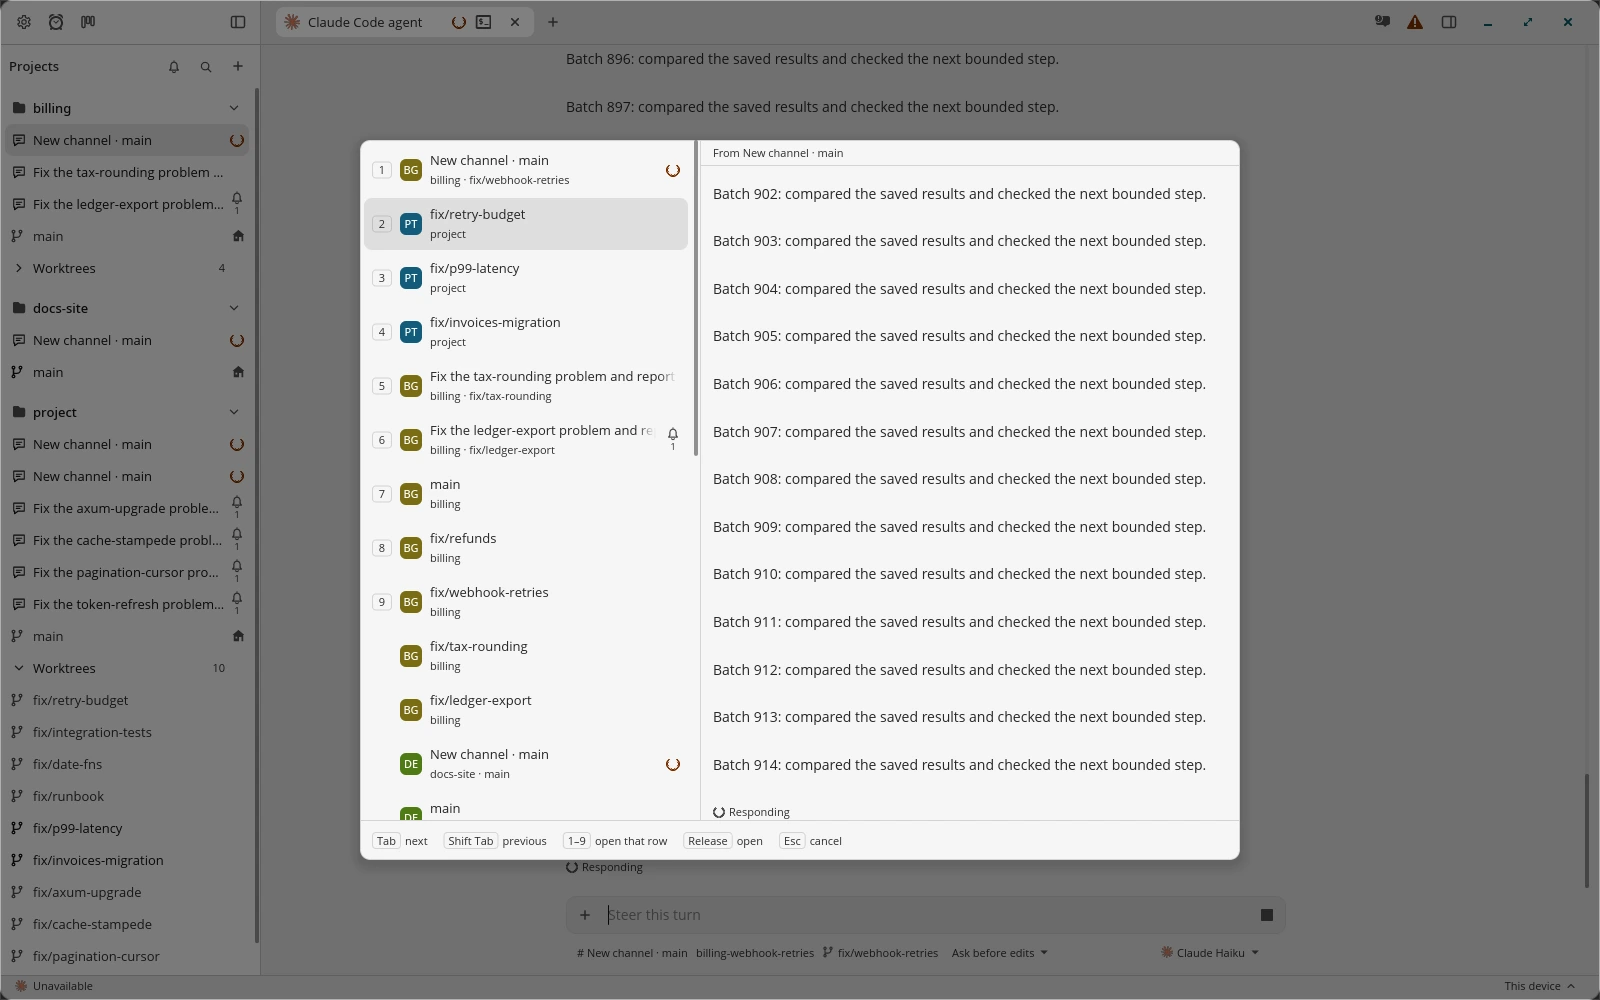 Claude Code agent
Projects
billing
New channel · main
Fix the tax-rounding problem ...
Fix the ledger-export problem...
1
main
Worktrees 4
docs-site
New channel · main
main
project
New channel · main
New channel · main
Fix the axum-upgrade proble...
1
Fix the cache-stampede probl...
1
Fix the pagination-cursor pro...
1
Fix the token-refresh problem...
1
main
Worktrees 10
fix/retry-budget
fix/integration-tests
fix/date-fns
fix/runbook
fix/p99-latency
fix/invoices-migration
fix/axum-upgrade
fix/cache-stampede
fix/pagination-cursor
Unavailable
Batch 896: compared the saved results and checked the next bounded step.
Batch 897: compared the saved results and checked the next bounded step.
1 BG New channel · main
billing · fix/webhook-retries
2 PT fix/retry-budget
project
3 PT fix/p99-latency
project
4 PT fix/invoices-migration
project
5 BG Fix the tax-rounding problem and report
billing · fix/tax-rounding
6 BG Fix the ledger-export problem and re
billing · fix/ledger-export
1
7 BG main
billing
8 BG fix/refunds
billing
9 BG fix/webhook-retries
billing
BG fix/tax-rounding
billing
BG fix/ledger-export
billing
DE New channel · main
docs-site · main
DE main
From New channel · main
Batch 902: compared the saved results and checked the next bounded step.
Batch 903: compared the saved results and checked the next bounded step.
Batch 904: compared the saved results and checked the next bounded step.
Batch 905: compared the saved results and checked the next bounded step.
Batch 906: compared the saved results and checked the next bounded step.
Batch 907: compared the saved results and checked the next bounded step.
Batch 908: compared the saved results and checked the next bounded step.
Batch 909: compared the saved results and checked the next bounded step.
Batch 910: compared the saved results and checked the next bounded step.
Batch 911: compared the saved results and checked the next bounded step.
Batch 912: compared the saved results and checked the next bounded step.
Batch 913: compared the saved results and checked the next bounded step.
Batch 914: compared the saved results and checked the next bounded step.
Responding
Tab next Shift Tab previous 1–9 open that row Release open Esc cancel
Responding
Steer this turn
# New channel · main billing-webhook-retries fix/webhook-retries Ask before edits Claude Haiku
This device